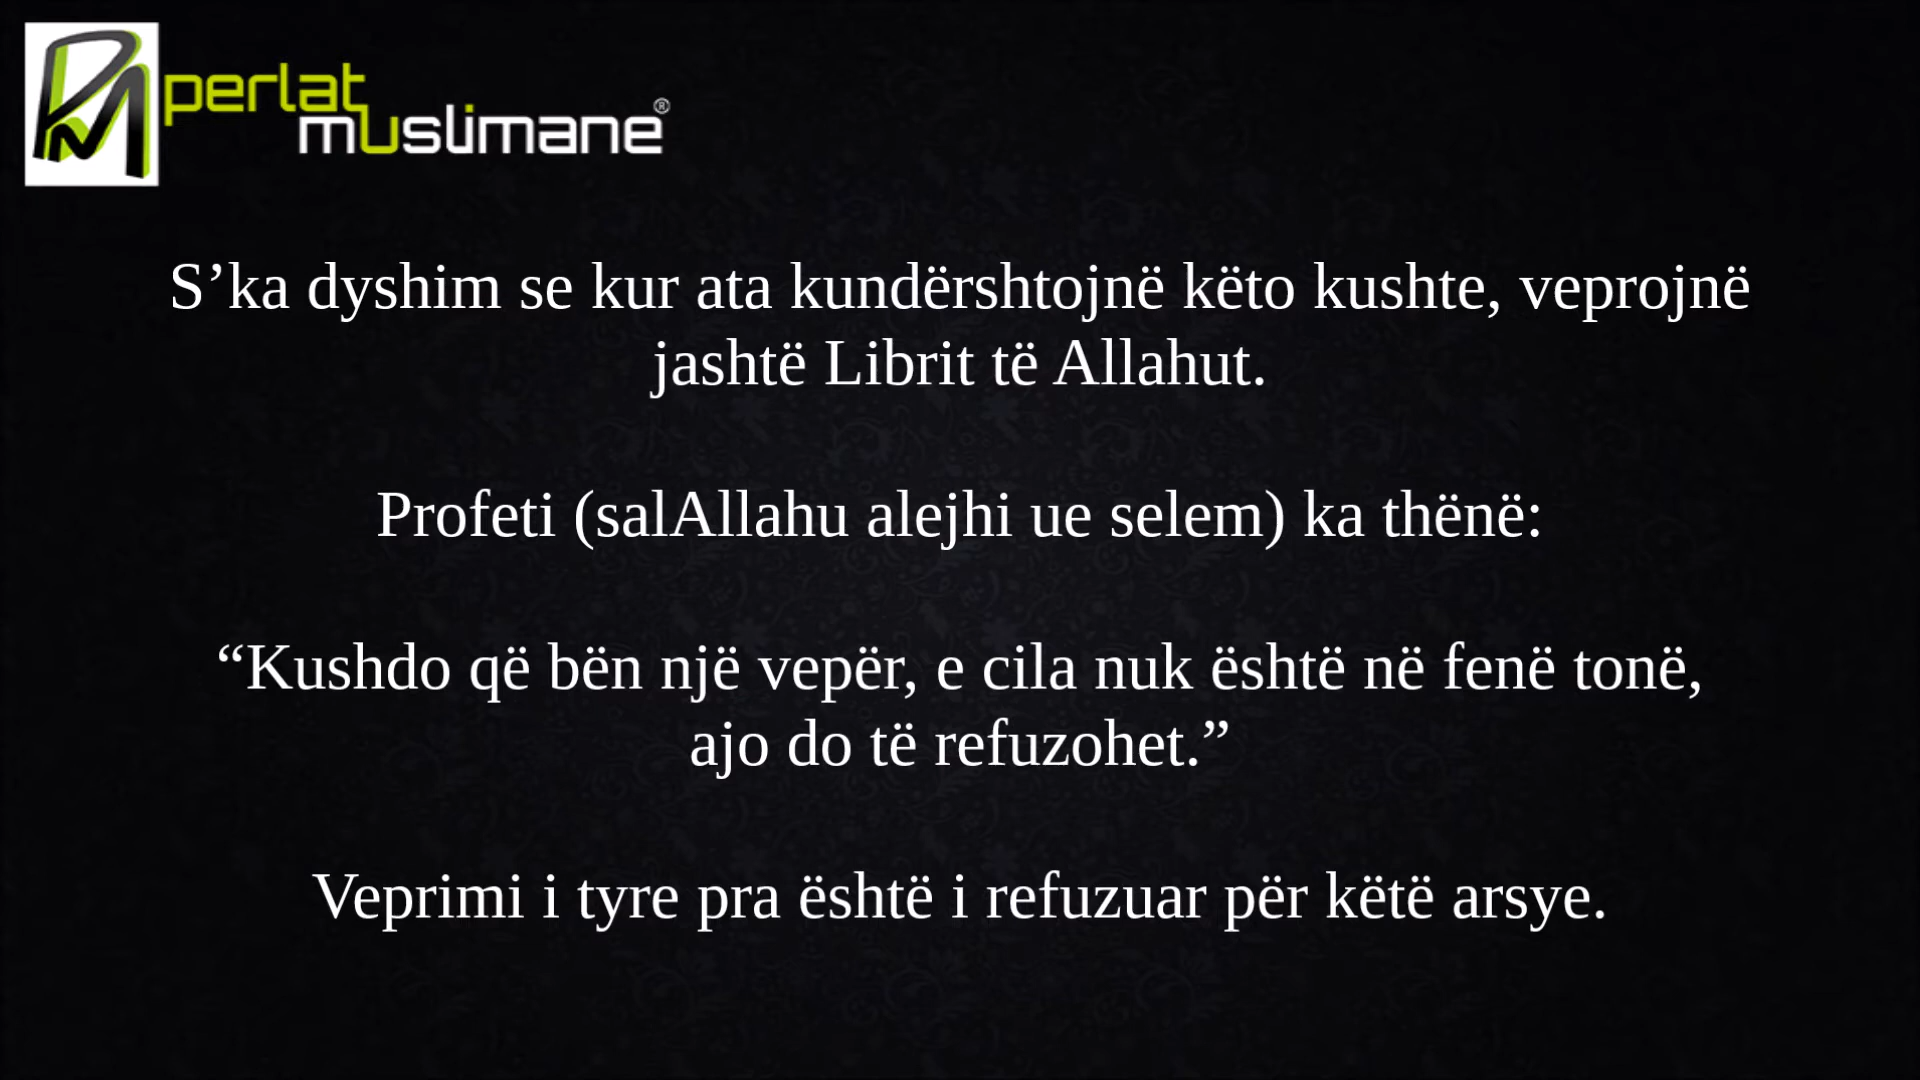 perlat
muslimane®
S’ka dyshim se kur ata kundërshtojnë këto kushte, veprojnë
jashtë Librit të Allahut.
Profeti (salAllahu alejhi ue selem) ka thënë:
“Kushdo që bën një vepër, e cila nuk është në fenë tonë,
ajo do të refuzohet.”
Veprimi i tyre pra është i refuzuar për këtë arsye.